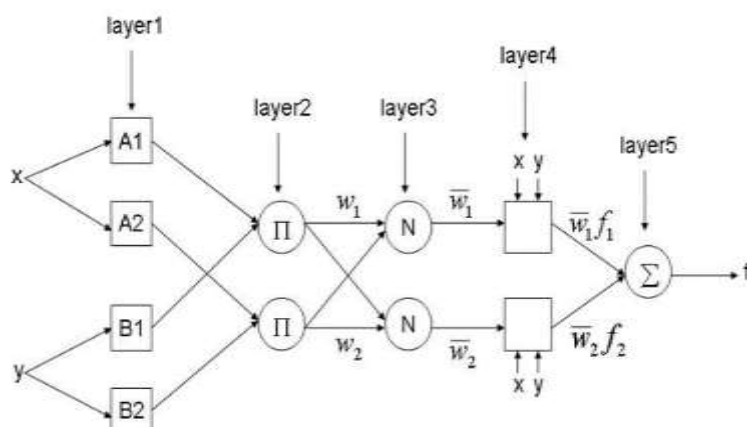 layer1
layer4
layer2
layer3
layer5
A1
x y
x
w₁
w̄₁
w̄₁f₁
A2
Π
N
Σ
f
B1
Π
N
y
w₂
w̄₂
w̄₂f₂
x y
B2